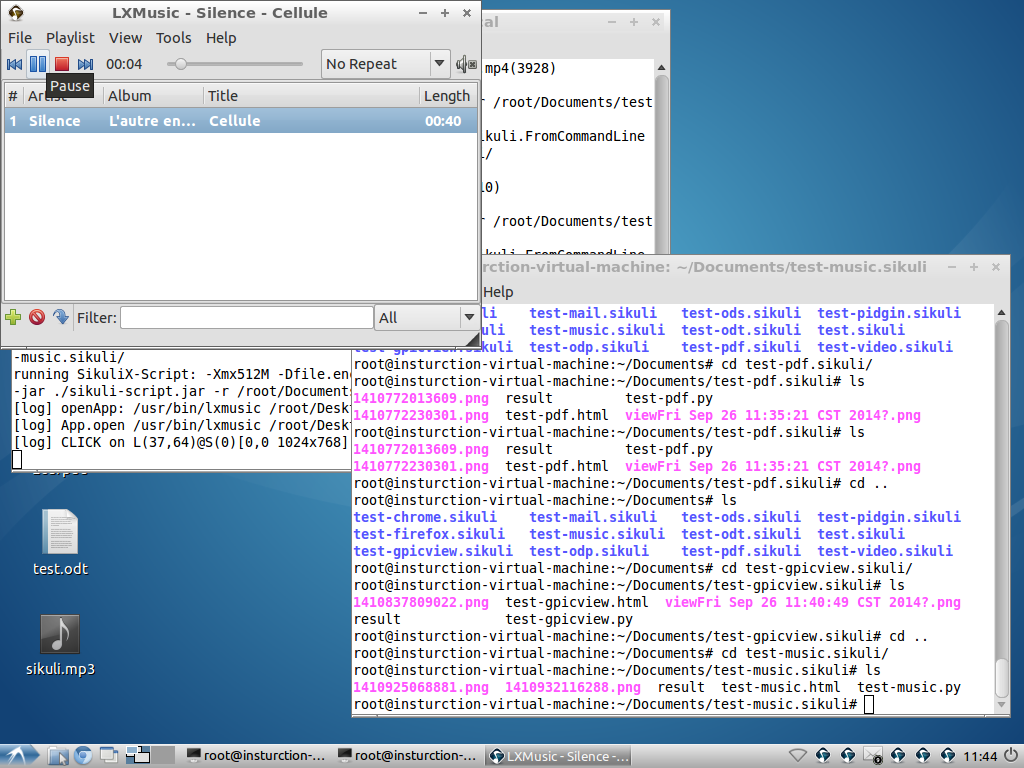 LXMusic - Silence - Cellule
File Playlist View Tools Help
00:04 No Repeat
Pause
# Artist Album Title Length
1 Silence L'autre en... Cellule 00:40
Filter: All
al
mp4(3928)
r /root/Documents/test
ikuli.FromCommandLine
/
0)
r /root/Documents/test
-music.sikuli/
running SikuliX-Script: -Xmx512M -Dfile.enc
-jar ./sikuli-script.jar -r /root/Document
[log] openApp: /usr/bin/lxmusic /root/Desk
[log] App.open /usr/bin/lxmusic /root/Desk
[log] CLICK on L(37,64)@S(0)[0,0 1024x768]
rction-virtual-machine: ~/Documents/test-music.sikuli
Help
li test-mail.sikuli test-ods.sikuli test-pidgin.sikuli
uli test-music.sikuli test-odt.sikuli test.sikuli
test-gpicview.sikuli test-odp.sikuli test-pdf.sikuli test-video.sikuli
root@insturction-virtual-machine:~/Documents# cd test-pdf.sikuli/
root@insturction-virtual-machine:~/Documents/test-pdf.sikuli# ls
1410772013609.png result test-pdf.py
1410772230301.png test-pdf.html viewFri Sep 26 11:35:21 CST 2014?.png
root@insturction-virtual-machine:~/Documents/test-pdf.sikuli# ls
1410772013609.png result test-pdf.py
1410772230301.png test-pdf.html viewFri Sep 26 11:35:21 CST 2014?.png
root@insturction-virtual-machine:~/Documents/test-pdf.sikuli# cd ..
root@insturction-virtual-machine:~/Documents# ls
test-chrome.sikuli test-mail.sikuli test-ods.sikuli test-pidgin.sikuli
test-firefox.sikuli test-music.sikuli test-odt.sikuli test.sikuli
test-gpicview.sikuli test-odp.sikuli test-pdf.sikuli test-video.sikuli
root@insturction-virtual-machine:~/Documents# cd test-gpicview.sikuli/
root@insturction-virtual-machine:~/Documents/test-gpicview.sikuli# ls
1410837809022.png test-gpicview.html viewFri Sep 26 11:40:49 CST 2014?.png
result test-gpicview.py
root@insturction-virtual-machine:~/Documents/test-gpicview.sikuli# cd ..
root@insturction-virtual-machine:~/Documents# cd test-music.sikuli/
root@insturction-virtual-machine:~/Documents/test-music.sikuli# ls
1410925068881.png 1410932116288.png result test-music.html test-music.py
root@insturction-virtual-machine:~/Documents/test-music.sikuli#
test.odt
sikuli.mp3
root@insturction-... root@insturction-... LXMusic - Silence -... 11:44